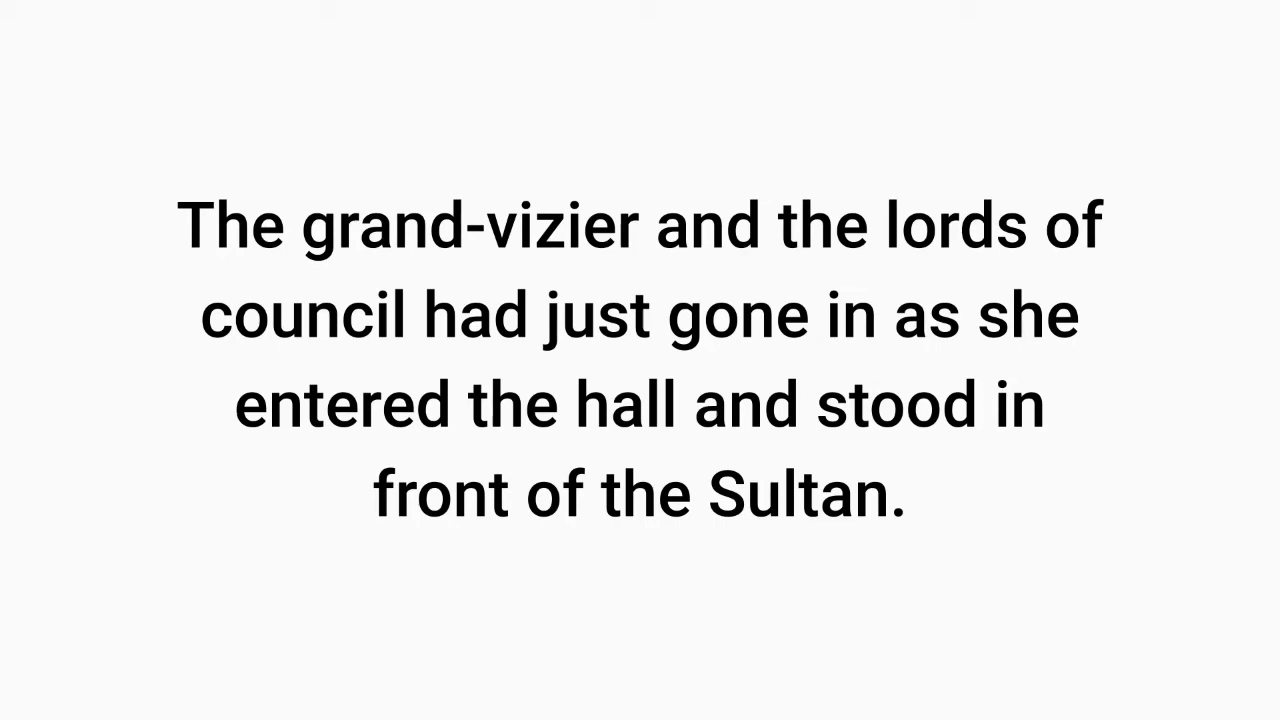 The grand-vizier and the lords of
council had just gone in as she
entered the hall and stood in
front of the Sultan.